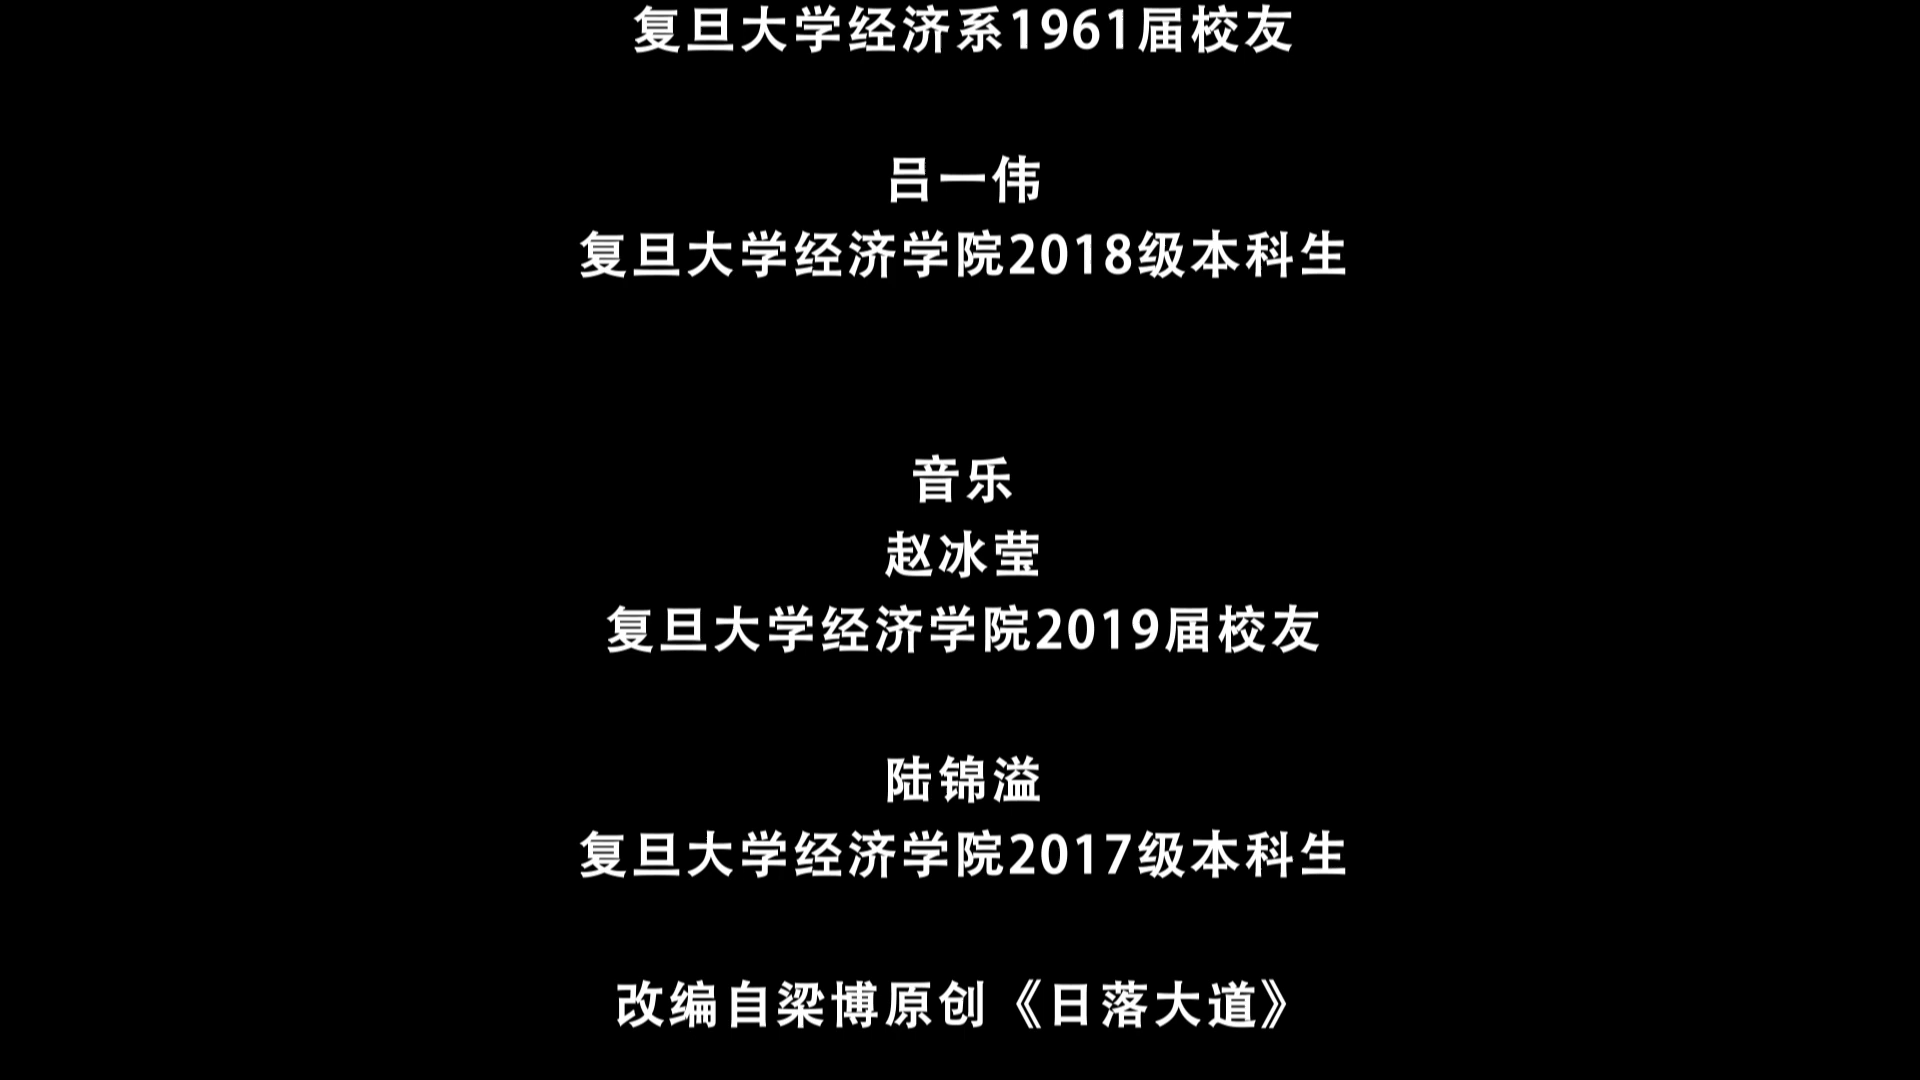 复旦大学经济系1961届校友
吕一伟
复旦大学经济学院2018级本科生
音乐
赵冰莹
复旦大学经济学院2019届校友
陆锦溢
复旦大学经济学院2017级本科生
改编自梁博原创《日落大道》